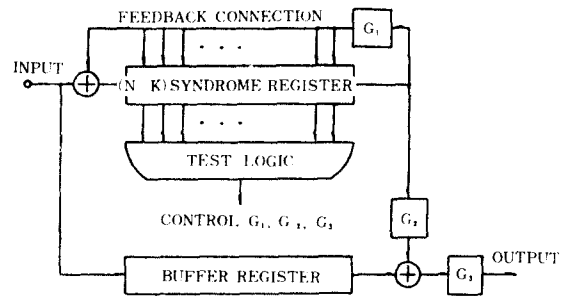 FEEDBACK CONNECTION
G₁
INPUT
(N K) SYNDROME REGISTER
TEST LOGIC
CONTROL G₁, G₂, G₃
G₂
OUTPUT
BUFFER REGISTER
G₃